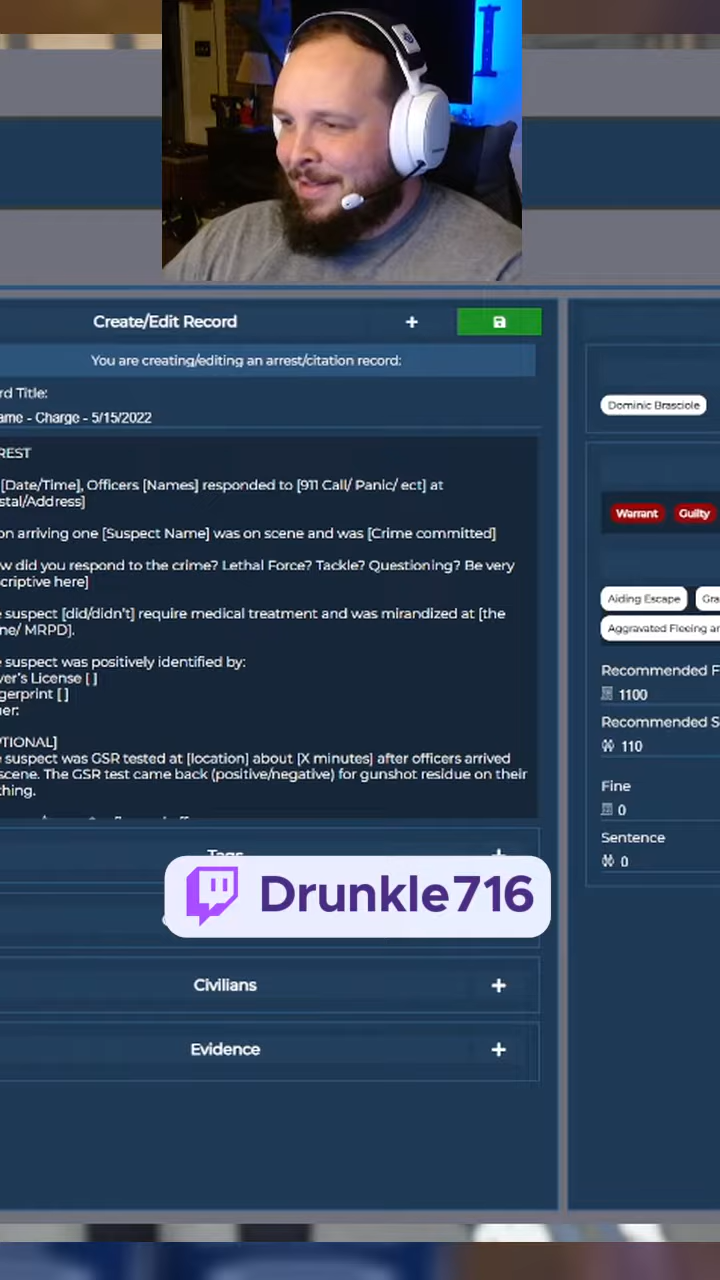 Create/Edit Record
You are creating/editing an arrest/citation record:
rd Title:
ame - Charge - 5/15/2022
REST
[Date/Time], Officers [Names] responded to [911 Call/ Panic/ ect] at
stal/Address]
on arriving one [Suspect Name] was on scene and was [Crime committed]
w did you respond to the crime? Lethal Force? Tackle? Questioning? Be very
criptive here]
e suspect [did/didn't] require medical treatment and was mirandized at [the
ne/ MRPD].
e suspect was positively identified by:
ver's License [ ]
gerprint [ ]
er:
TIONAL]
e suspect was GSR tested at [location] about [X minutes] after officers arrived
scene. The GSR test came back (positive/negative) for gunshot residue on their
thing.
Tags
Drunkle716
Civilians
Evidence
Dominic Brasciole
Warrant Guilty
Aiding Escape Gra
Aggravated Fleeing an
Recommended F
1100
Recommended S
110
Fine
0
Sentence
0